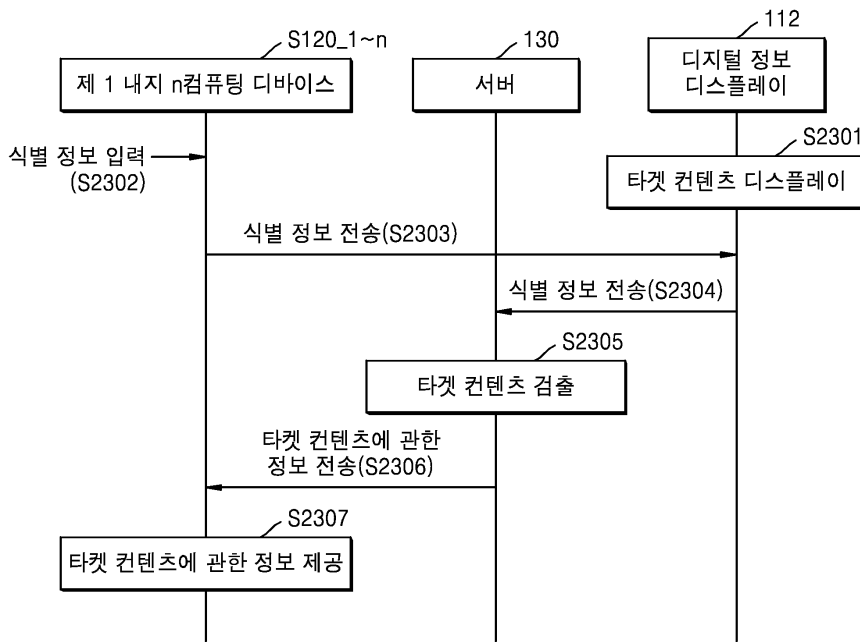 S120_1~n
130
112
제 1 내지 n컴퓨팅 디바이스
서버
디지털 정보
디스플레이
S2301
식별 정보 입력
(S2302)
타겟 컨텐츠 디스플레이
식별 정보 전송(S2303)
식별 정보 전송(S2304)
S2305
타겟 컨텐츠 검출
타켓 컨텐츠에 관한
정보 전송(S2306)
S2307
타켓 컨텐츠에 관한 정보 제공